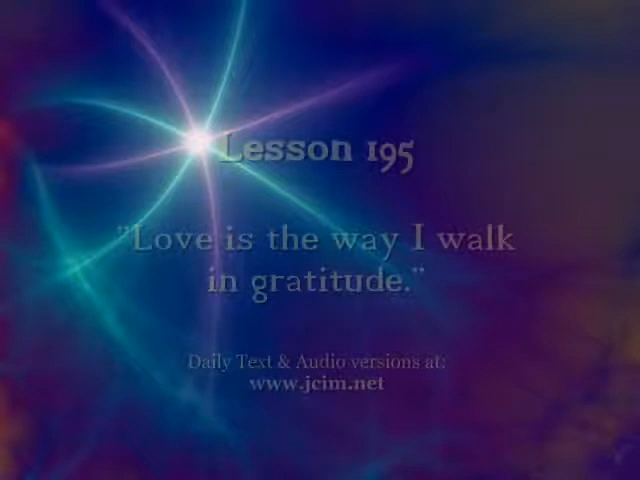 Lesson 195
"Love is the way I walk
in gratitude."
Daily Text & Audio versions at:
www.jcim.net